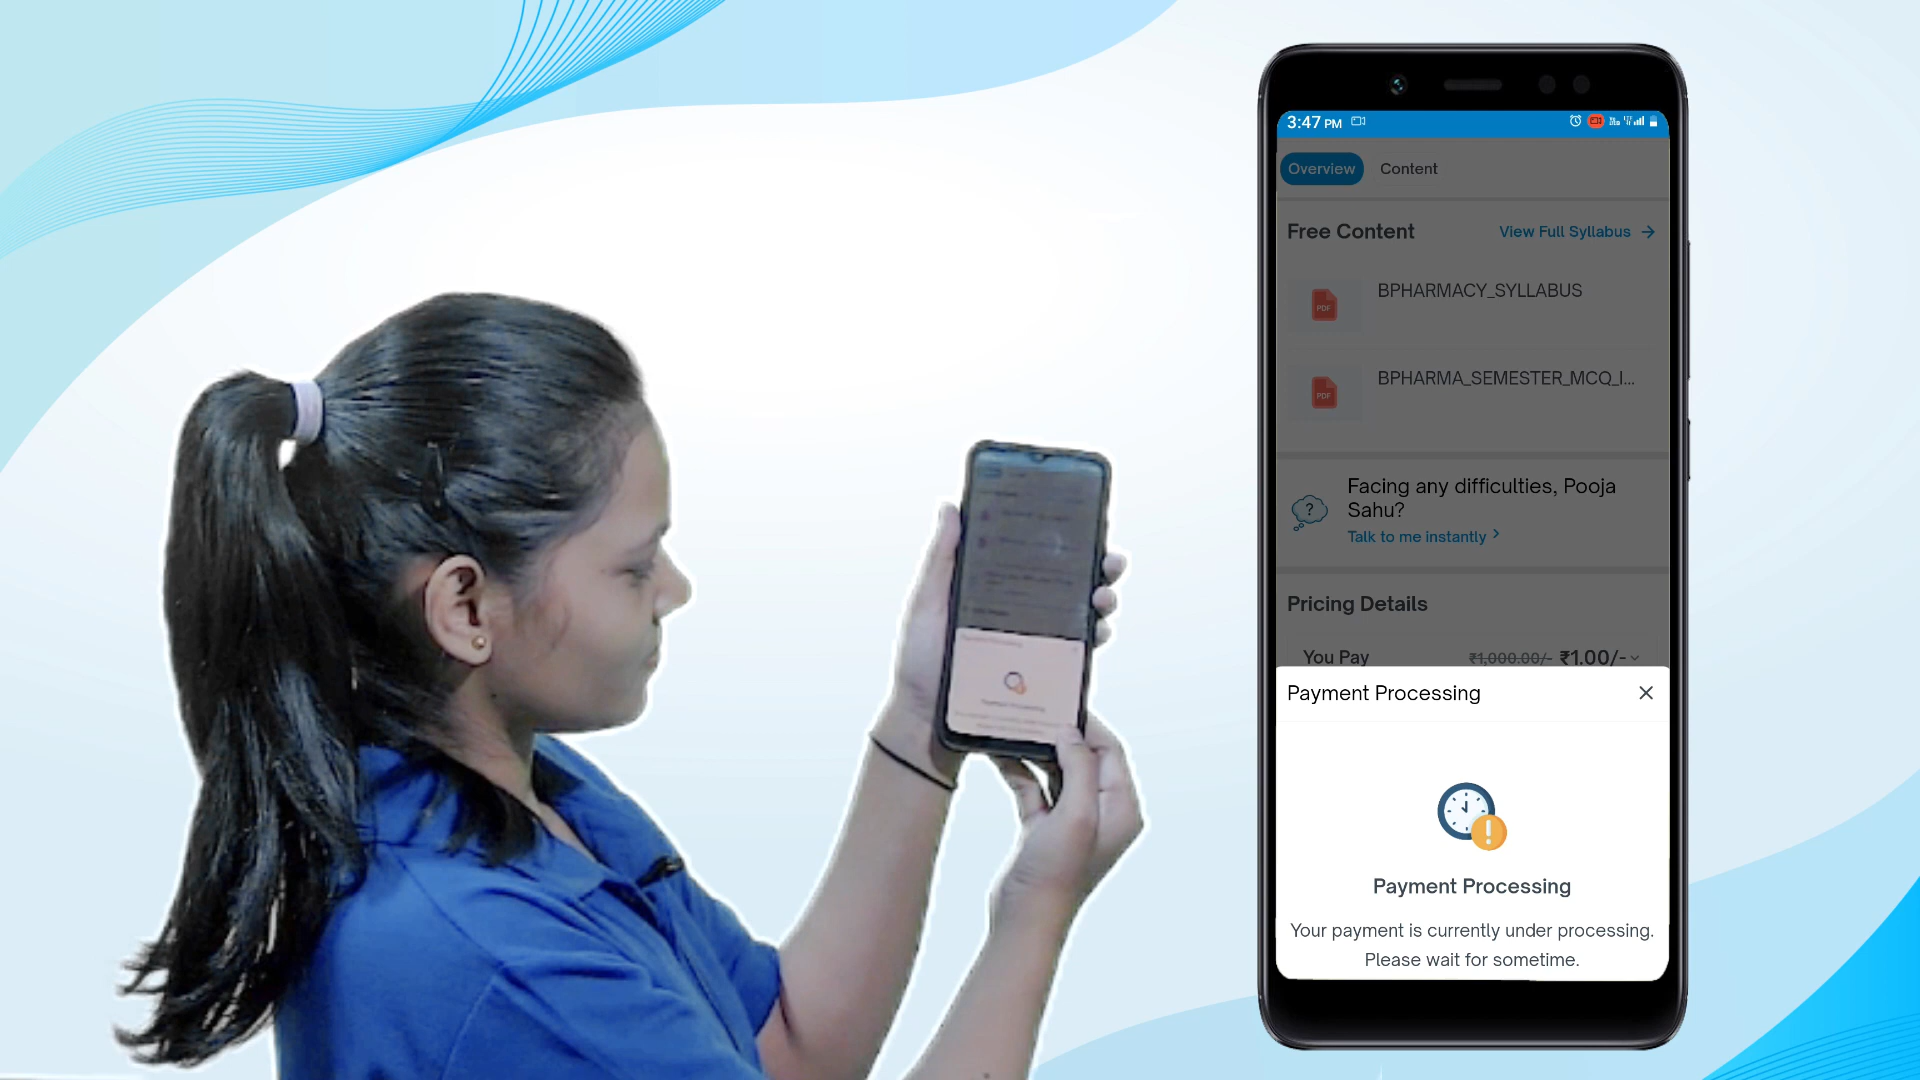 3:47 PM
Overview Content
Free Content View Full Syllabus →
PDF BPHARMACY_SYLLABUS
PDF BPHARMA_SEMESTER_MCQ_I...
Facing any difficulties, Pooja
Sahu?
?
Talk to me instantly >
Pricing Details
You Pay ₹1,000.00/- ₹1.00/-
Payment Processing
Payment Processing
Your payment is currently under processing.
Please wait for sometime.